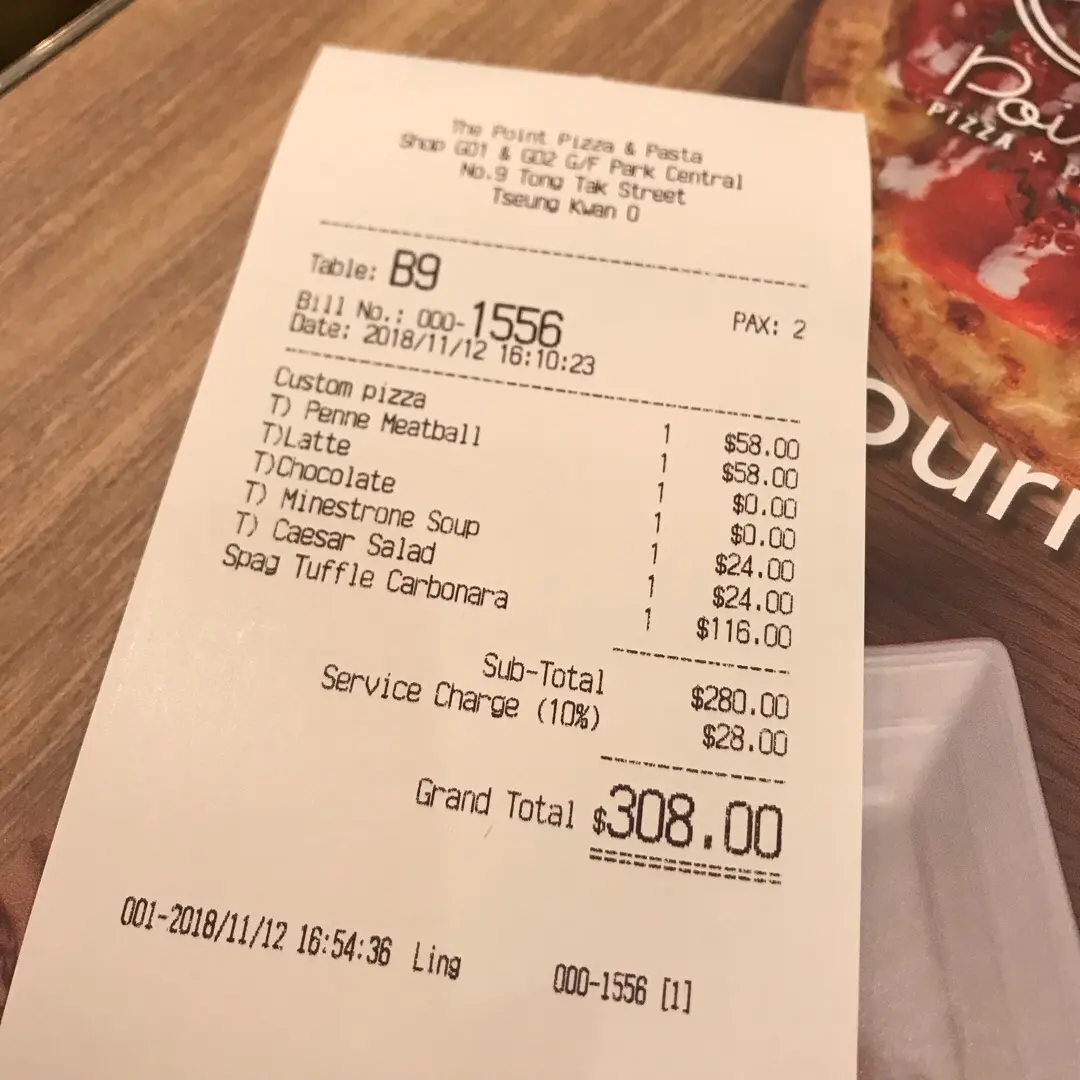 The Point Pizza & Pasta
Shop G01 & G02 G/F Park Central
No.9 Tong Tak Street
Tseung Kwan O
Table: B9
PAX: 2
Bill No.: 000-1556
Date: 2018/11/12 16:10:23
Custom pizza 1 $58.00
T) Penne Meatball 1 $58.00
T)Latte 1 $0.00
T)Chocolate 1 $0.00
T) Minestrone Soup 1 $24.00
T) Caesar Salad 1 $24.00
Spag Tuffle Carbonara 1 $116.00
Sub-Total $280.00
Service Charge (10%) $28.00
Grand Total $308.00
001-2018/11/12 16:54:36 Ling 000-1556 [1]
PIZZA +